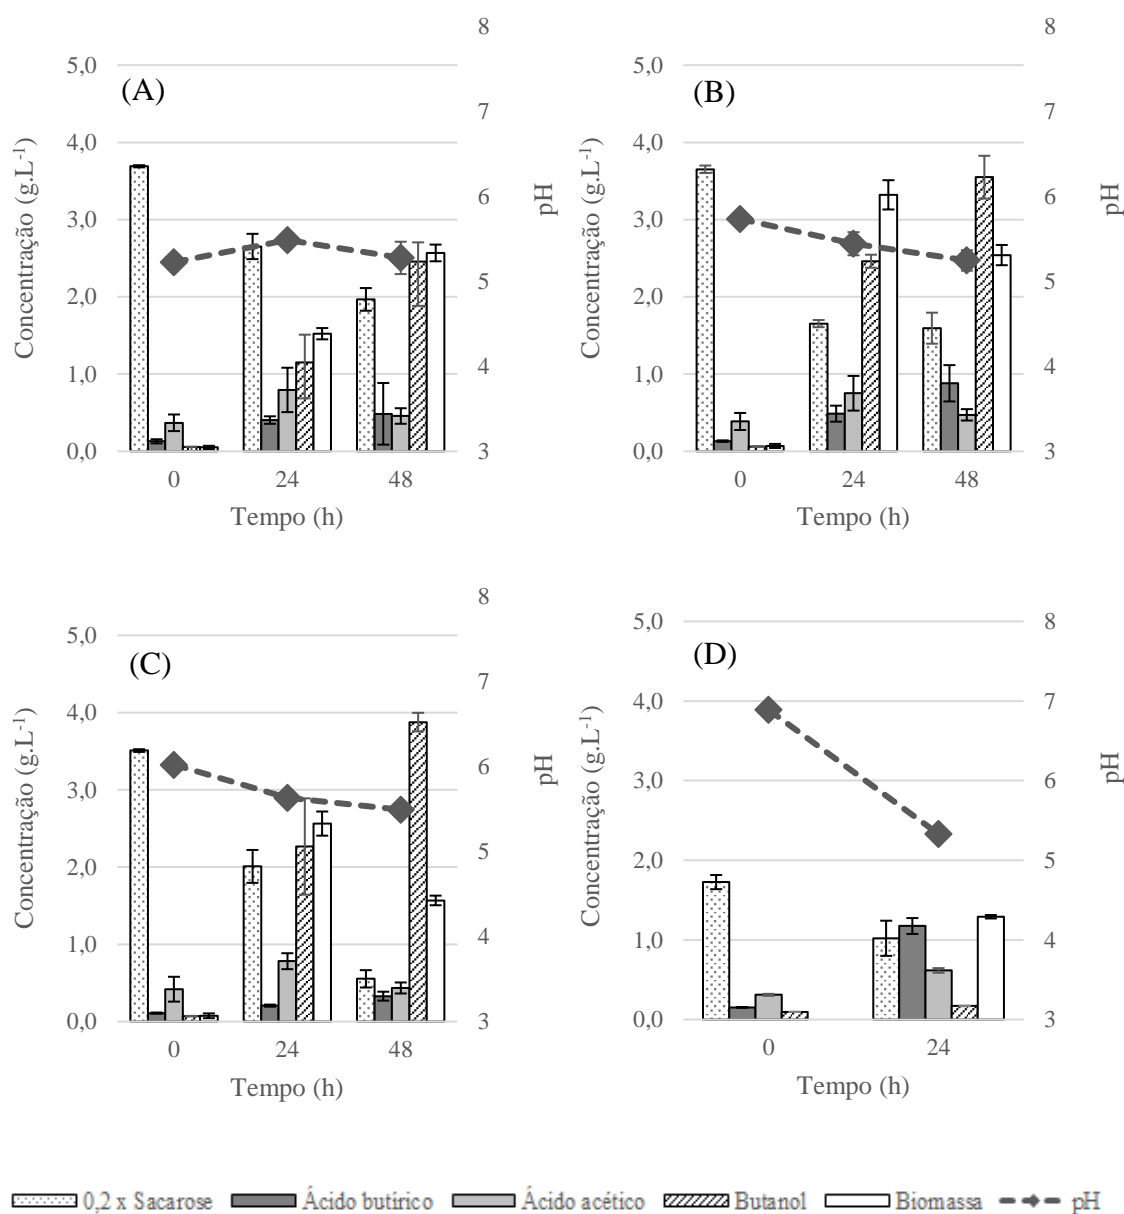 (A)
8
7
6
5
4
3
5,0
4,0
3,0
2,0
1,0
0,0
Concentração (g.L-1)
pH
0 24 48
Tempo (h)
(B)
8
7
6
5
4
3
5,0
4,0
3,0
2,0
1,0
0,0
Concentração (g.L-1)
pH
0 24 48
Tempo (h)
(C)
8
7
6
5
4
3
5,0
4,0
3,0
2,0
1,0
0,0
Concentração (g.L-1)
pH
0 24 48
Tempo (h)
(D)
8
7
6
5
4
3
5,0
4,0
3,0
2,0
1,0
0,0
Concentração (g.L-1)
pH
0 24
Tempo (h)
0,2 x Sacarose Ácido butírico Ácido acético Butanol Biomassa pH